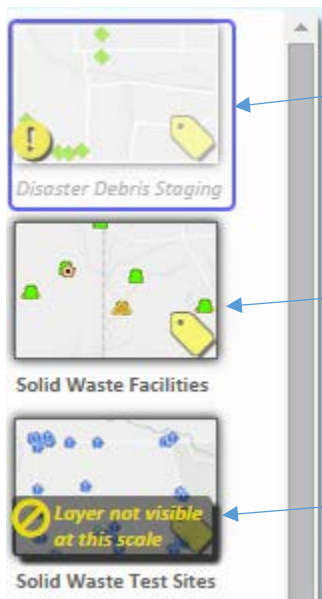 Disaster Debris Staging
Solid Waste Facilities
Layer not visible
at this scale
Solid Waste Test Sites